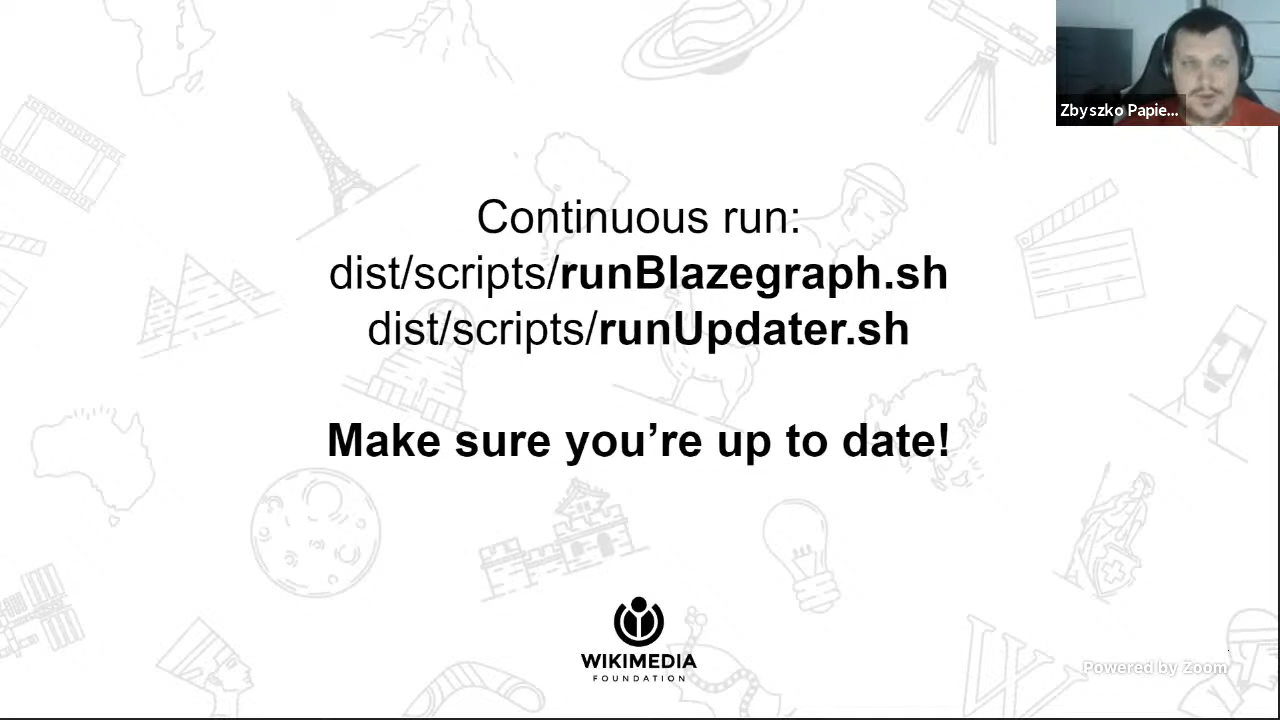 Zbyszko Papie...
Continuous run:
dist/scripts/runBlazegraph.sh
dist/scripts/runUpdater.sh
Make sure you’re up to date!
WIKIMEDIA
FOUNDATION
Powered by Zoom